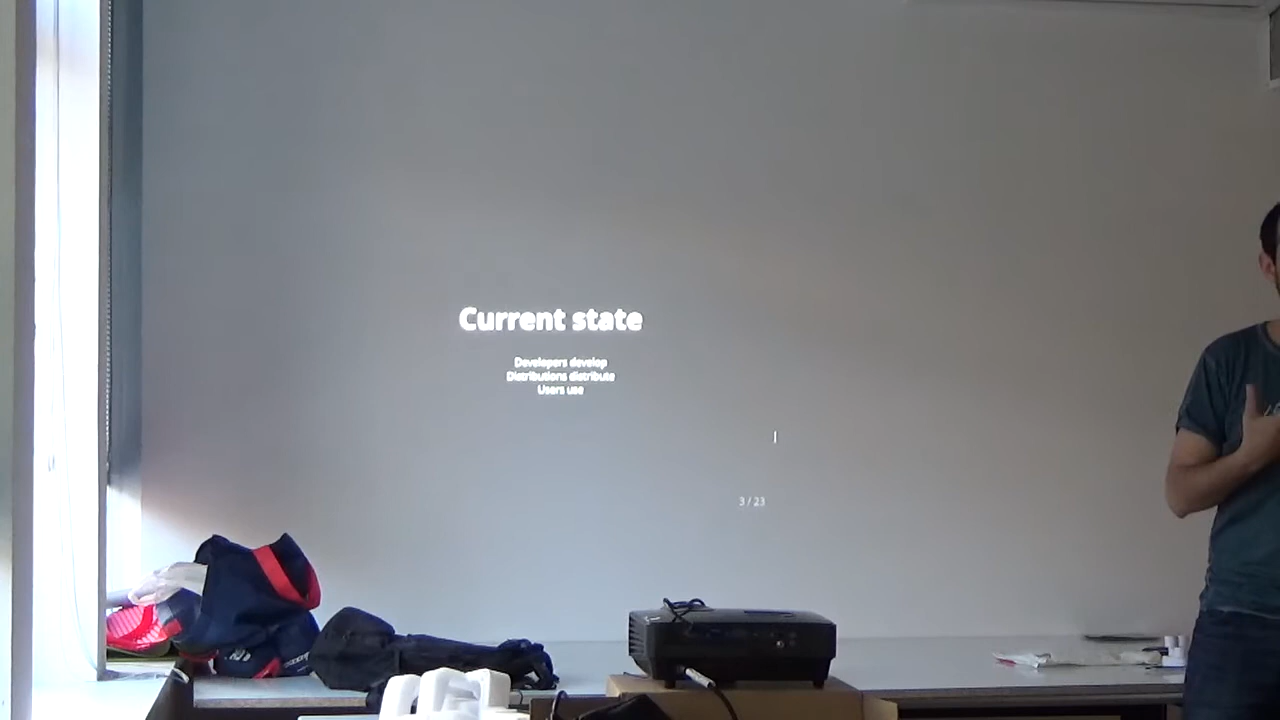 Current state
Developers develop
Distributions distribute
Users use
3 / 23